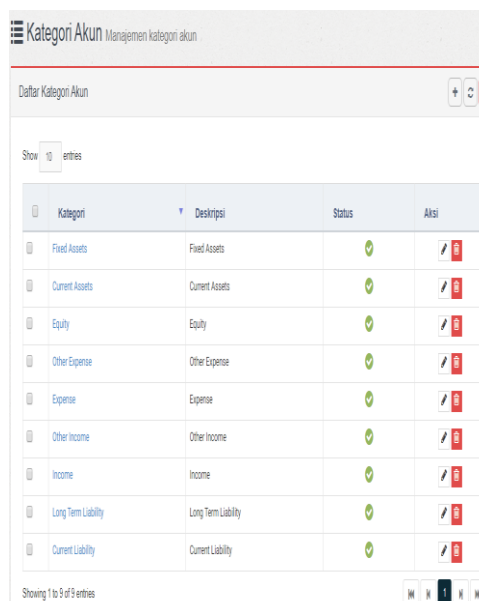 Kategori Akun Manajemen kategori akun
Daftar Kategori Akun
Show 10 entries
Kategori Deskripsi Status Aksi
Fixed Assets Fixed Assets
Current Assets Current Assets
Equity Equity
Other Expense Other Expense
Expense Expense
Other Income Other Income
Income Income
Long Term Liability Long Term Liability
Current Liability Current Liability
Showing 1 to 9 of 9 entries 1